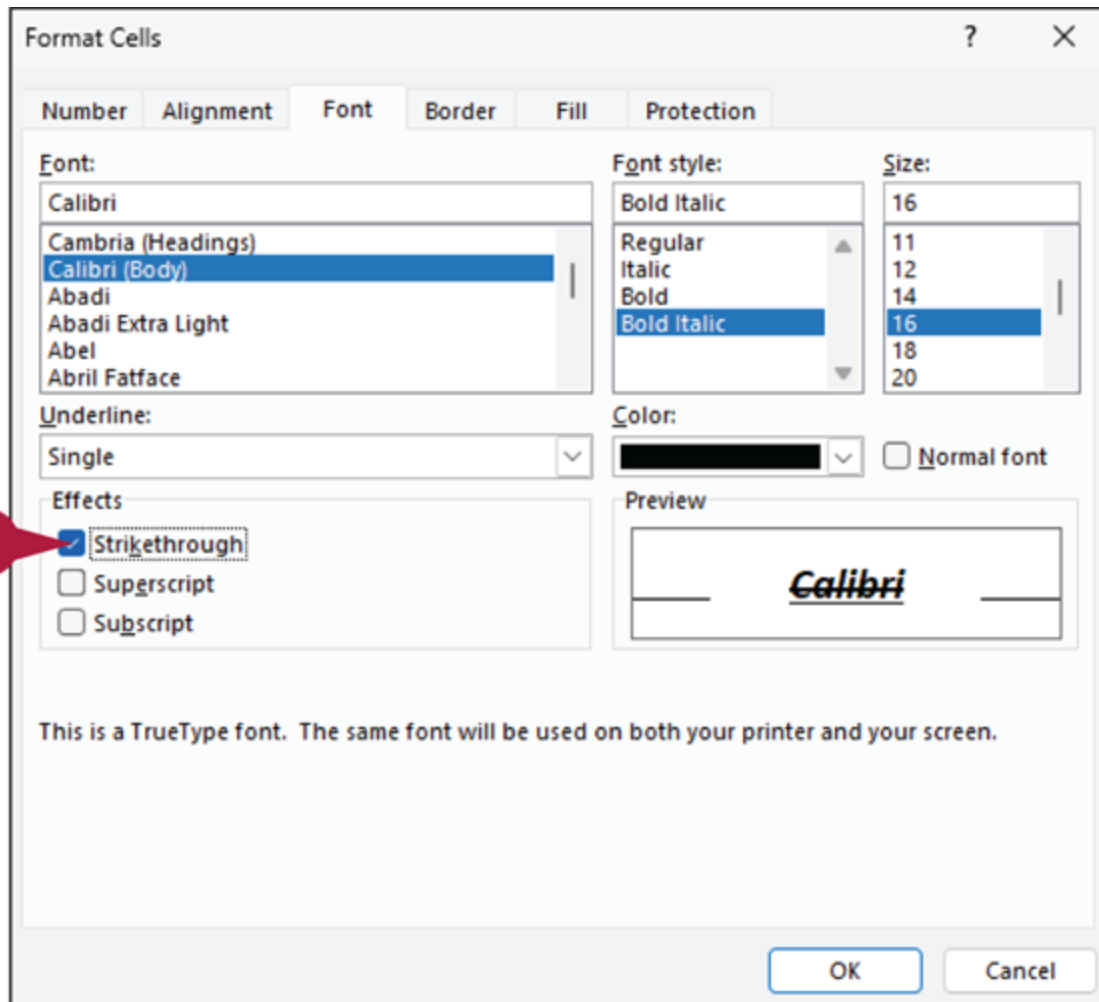 Format Cells ?
Number Alignment Font Border Fill Protection
Font: Font style: Size:
Calibri Bold Italic 16
Cambria (Headings) Regular 11
Calibri (Body) Italic 12
Abadi Bold 14
Abadi Extra Light Bold Italic 16
Abel 18
Abril Fatface 20
Underline: Color:
Single Normal font
Effects Preview
Strikethrough
Superscript Calibri
Subscript
This is a TrueType font. The same font will be used on both your printer and your screen.
OK Cancel